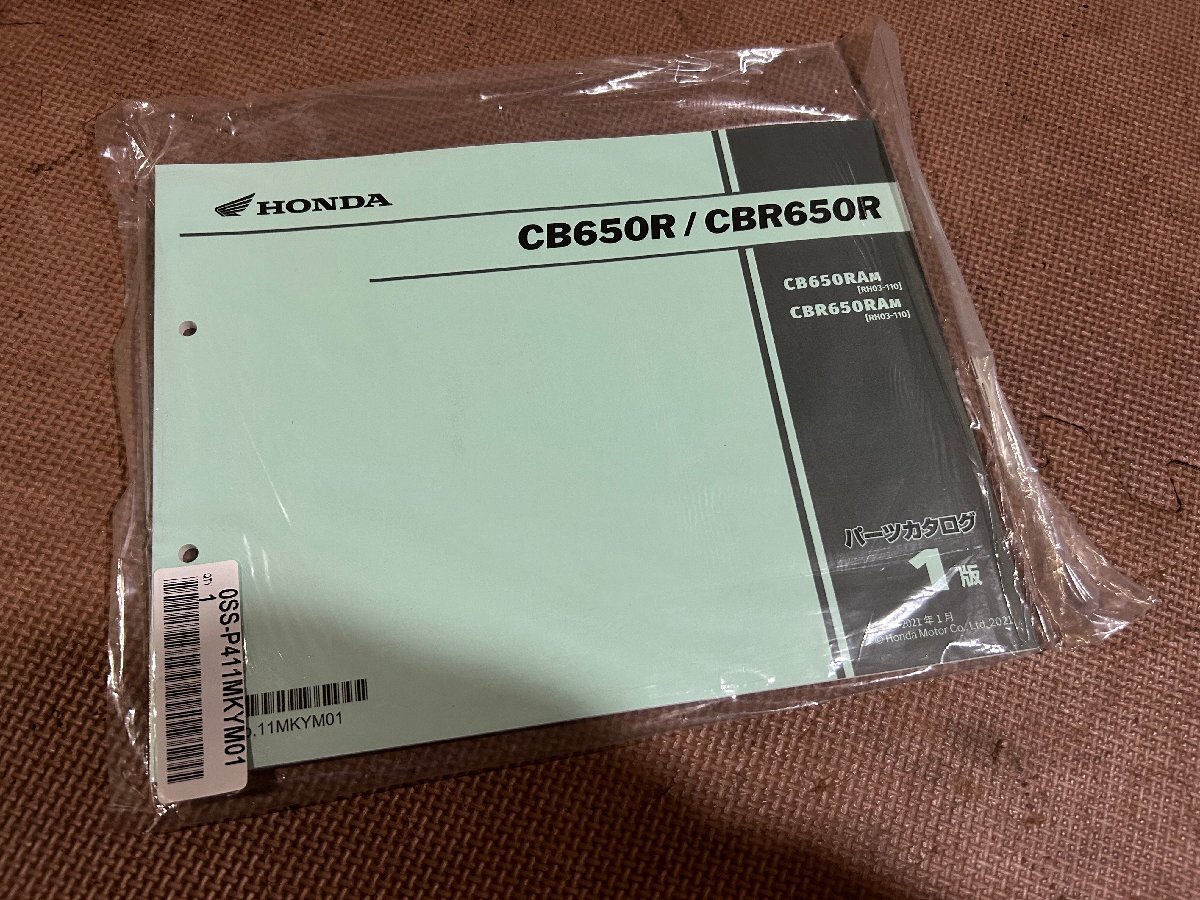 HONDA
CB650R / CBR650R
CB650RAM
[RH03-110]
CBR650RAM
[RH03-110]
パーツカタログ
1版
2021年1月
© Honda Motor Co., Ltd.,2021
.11MKYM01
QTY
1
0SS-P411MKYM01